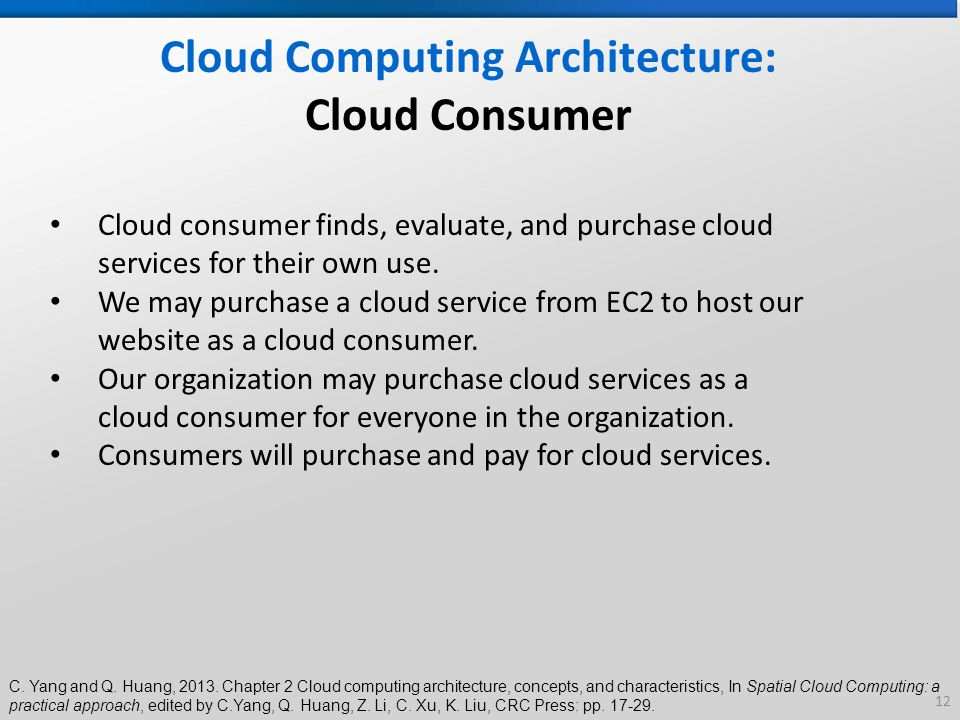 Cloud Computing Architecture:
Cloud Consumer
• Cloud consumer finds, evaluate, and purchase cloud
services for their own use.
• We may purchase a cloud service from EC2 to host our
website as a cloud consumer.
• Our organization may purchase cloud services as a
cloud consumer for everyone in the organization.
• Consumers will purchase and pay for cloud services.
C. Yang and Q. Huang, 2013. Chapter 2 Cloud computing architecture, concepts, and characteristics, In Spatial Cloud Computing: a
practical approach, edited by C.Yang, Q. Huang, Z. Li, C. Xu, K. Liu, CRC Press: pp. 17-29.
12